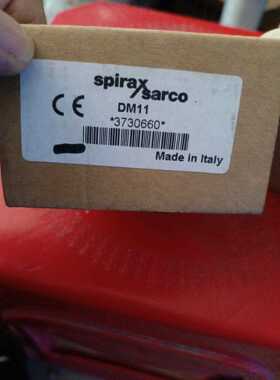 spirax
sarco
CE
DM11
*3730660*
Made in Italy